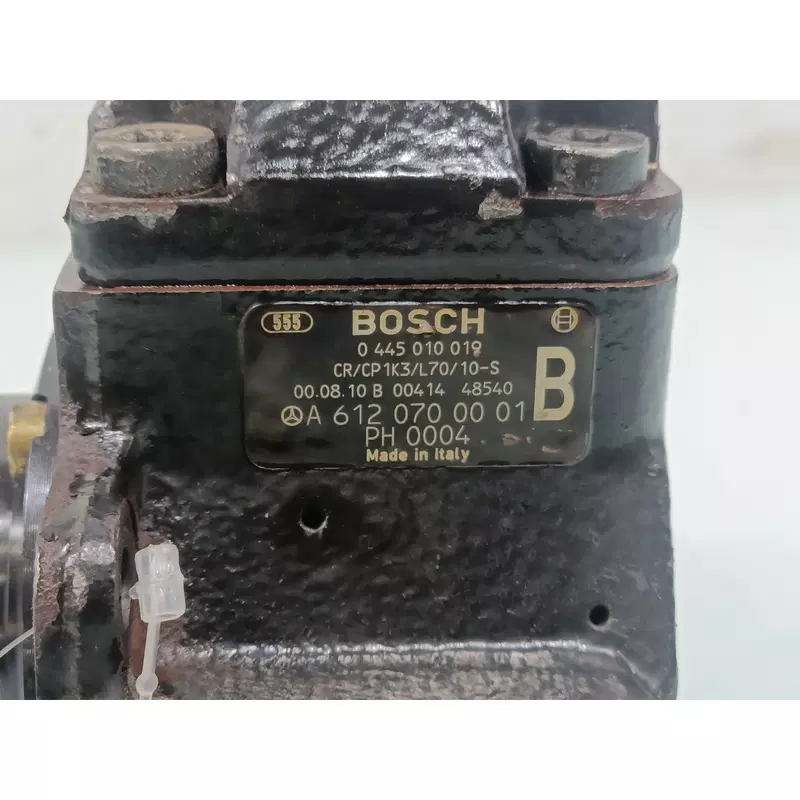 555 BOSCH
0 445 010 019
CR/CP1K3/L70/10-S
00.08.10 B 00414 48540
B
A 612 070 00 01
PH 0004
Made in Italy